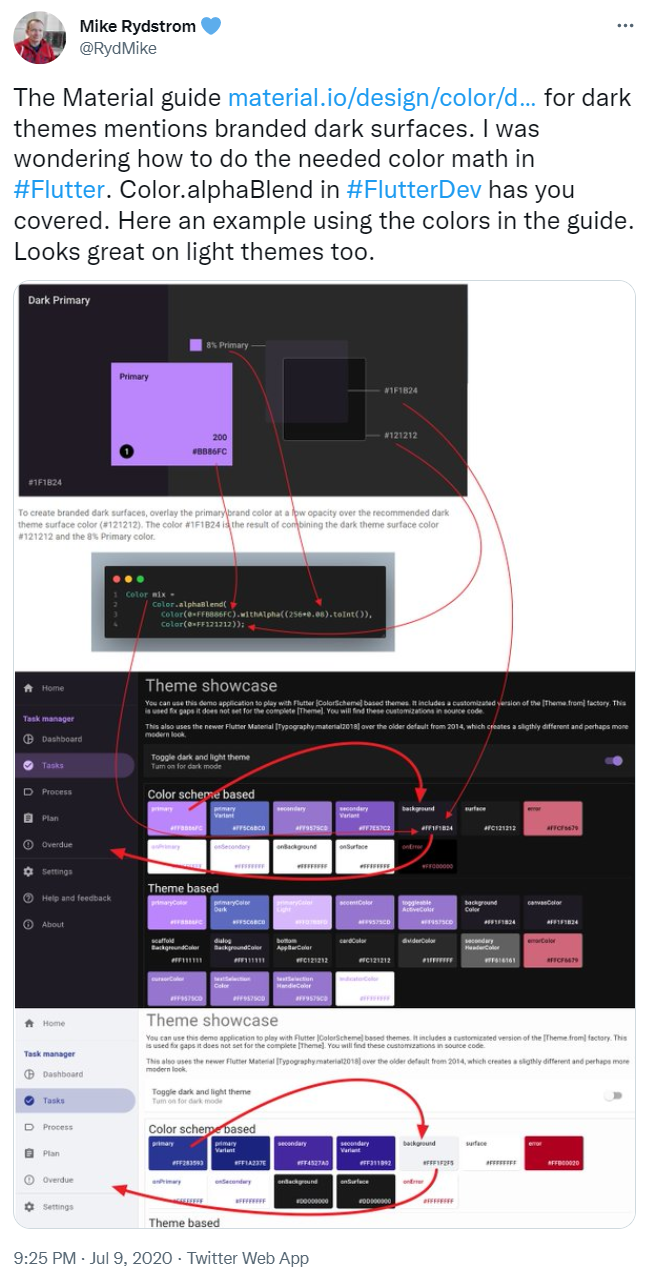 Mike Rydstrom
@RydMike
The Material guide material.io/design/color/d... for dark
themes mentions branded dark surfaces. I was
wondering how to do the needed color math in
#Flutter. Color.alphaBlend in #FlutterDev has you
covered. Here an example using the colors in the guide.
Looks great on light themes too.
Dark Primary
8% Primary
Primary
#1F1B24
200
#BB86FC
1
#121212
#1F1B24
To create branded dark surfaces, overlay the primary brand color at a low opacity over the recommended dark
theme surface color (#121212). The color #1F1B24 is the result of combining the dark theme surface color
#121212 and the 8% Primary color.
1 Color mix =
2 Color.alphaBlend(
3 Color(0×FFBB86FC).withAlpha((256*0.08).toInt()),
4 Color(0×FF121212));
Home
Task manager
Dashboard
Tasks
Process
Plan
Overdue
Settings
Help and feedback
About
Theme showcase
You can use this demo application to play with Flutter [ColorScheme] based themes. It includes a customizated version of the [Theme.from] factory. This
is used fix gaps it does not set for the complete [Theme]. You will find these customizations in source code.
This also uses the newer Flutter Material [Typography.material2018] over the older default from 2014, which creates a sligthly different and perhaps more
modern look.
Toggle dark and light theme
Turn on for dark mode
Color scheme based
primary
#FFBB86FC
primary
Variant
#FF5C6BC0
secondary
#FF9575CD
secondary
Variant
#FF7E57C2
background
#FF1F1B24
surface
#FC121212
error
#FFCF6679
onPrimary
onSecondary
#FFFFFFFF
onBackground
#FFFFFFFF
onSurface
#FFFFFFFF
onError
Theme based
primaryColor
#FFBB86FC
primaryColor
Dark
#FF5C6BC0
primaryColor
Light
accentColor
#FF9575CD
toggleable
ActiveColor
#FF9575CD
background
Color
#FF1F1B24
canvasColor
#FF1F1B24
scaffold
BackgroundColor
#FF111111
dialog
BackgroundColor
#FF111111
bottom
AppBarColor
#FC121212
cardColor
#FC121212
dividerColor
#1FFFFFFF
secondary
HeaderColor
#FF616161
errorColor
#FFCF6679
cursorColor
#FF9575CD
textSelection
Color
#FF9575CD
textSelection
HandleColor
#FF9575CD
indicatorColor
#FFFFFFFF
Home
Task manager
Dashboard
Tasks
Process
Plan
Overdue
Settings
Theme showcase
You can use this demo application to play with Flutter [ColorScheme] based themes. It includes a customizated version of the [Theme.from] factory. This
is used fix gaps it does not set for the complete [Theme]. You will find these customizations in source code.
This also uses the newer Flutter Material [Typography.material2018] over the older default from 2014, which creates a sligthly different and perhaps more
modern look.
Toggle dark and light theme
Turn on for dark mode
Color scheme based
primary
#FF283593
primary
Variant
#FF1A237E
secondary
#FF4527A0
secondary
Variant
#FF311B92
background
#FFF1F2F5
surface
#FFFFFFFF
error
#FFB00020
onPrimary
#FFFFFFFF
onSecondary
#FFFFFFFF
onBackground
#DD000000
onSurface
#DD000000
onError
#FFFFFFFF
Theme based
9:25 PM · Jul 9, 2020 · Twitter Web App